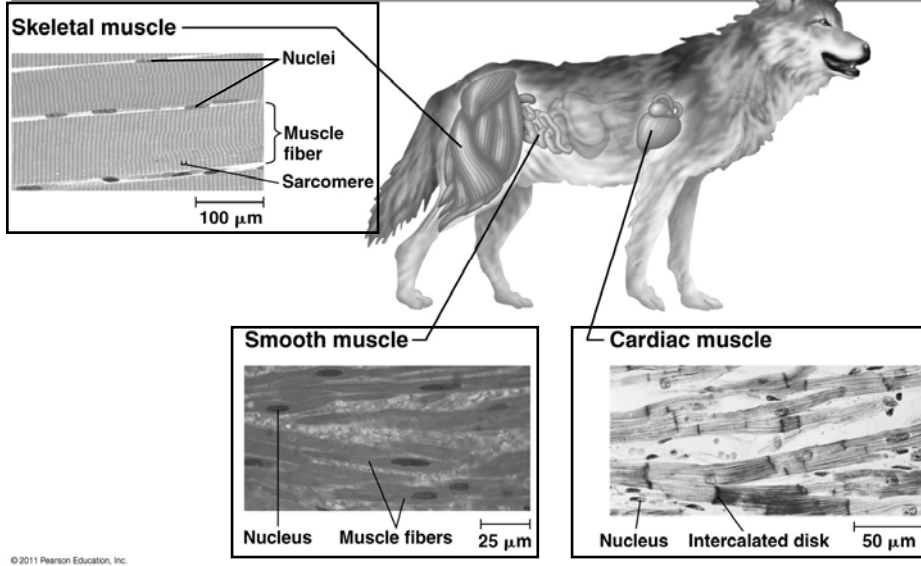 Skeletal muscle
Nuclei
Muscle
fiber
Sarcomere
100 μm
Smooth muscle
Nucleus
Muscle fibers
25 μm
Cardiac muscle
Nucleus
Intercalated disk
50 μm
© 2011 Pearson Education, Inc.